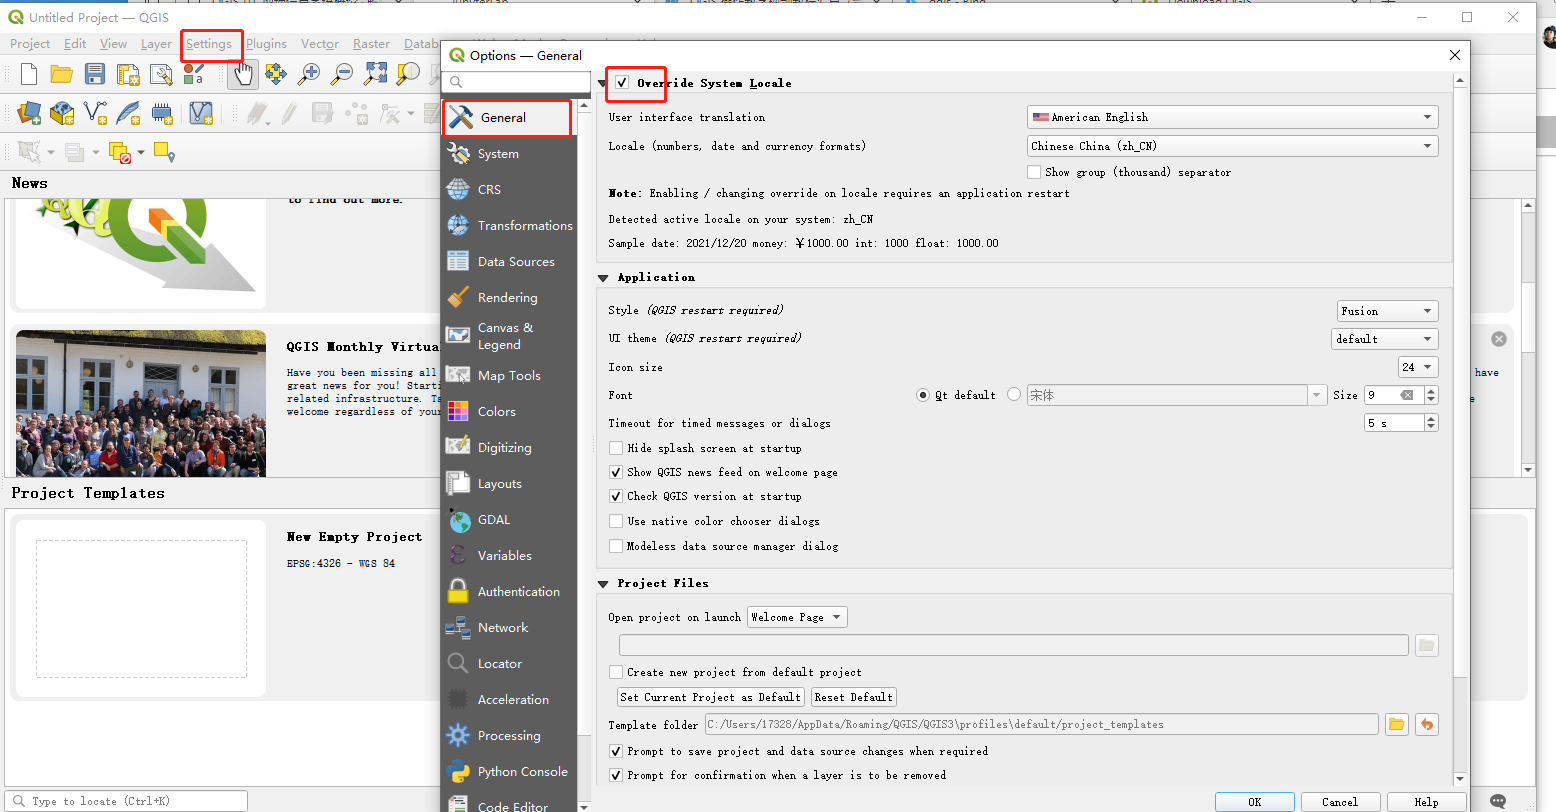 Untitled Project — QGIS
Project Edit View Layer Settings Plugins Vector Raster
Options — General
News
to find out more.
QGIS Monthly
Have you been missing all
great news for you!
related infrastructure.
welcome regardless of your
have
Project Templates
New Empty Project
EPSG:4326 - WGS 84
Type to locate (Ctrl+K)
General
System
CRS
Transformations
Data Sources
Rendering
Canvas &
Legend
Map Tools
Colors
Digitizing
Layouts
GDAL
Variables
Authentication
Network
Locator
Acceleration
Processing
Python Console
Code Editor
Override System Locale
User interface translation American English
Locale (numbers, date and currency formats) Chinese China (zh_CN)
Show group (thousand) separator
Note: Enabling / changing override on locale requires an application restart
Detected active locale on your system: zh_CN
Sample date: 2021/12/20 money: ￥1000.00 int: 1000 float: 1000.00
Application
Style (QGIS restart required) Fusion
UI theme (QGIS restart required) default
Icon size 24
Font Qt default 宋体 Size 9
Timeout for timed messages or dialogs 5 s
Hide splash screen at startup
Show QGIS news feed on welcome page
Check QGIS version at startup
Use native color chooser dialogs
Modeless data source manager dialog
Project Files
Open project on launch Welcome Page
Create new project from default project
Set Current Project as Default Reset Default
Template folder C:/Users/17328/AppData/Roaming/QGIS/QGIS3\profiles\default/project_templates
Prompt to save project and data source changes when required
Prompt for confirmation when a layer is to be removed
OK Cancel Help